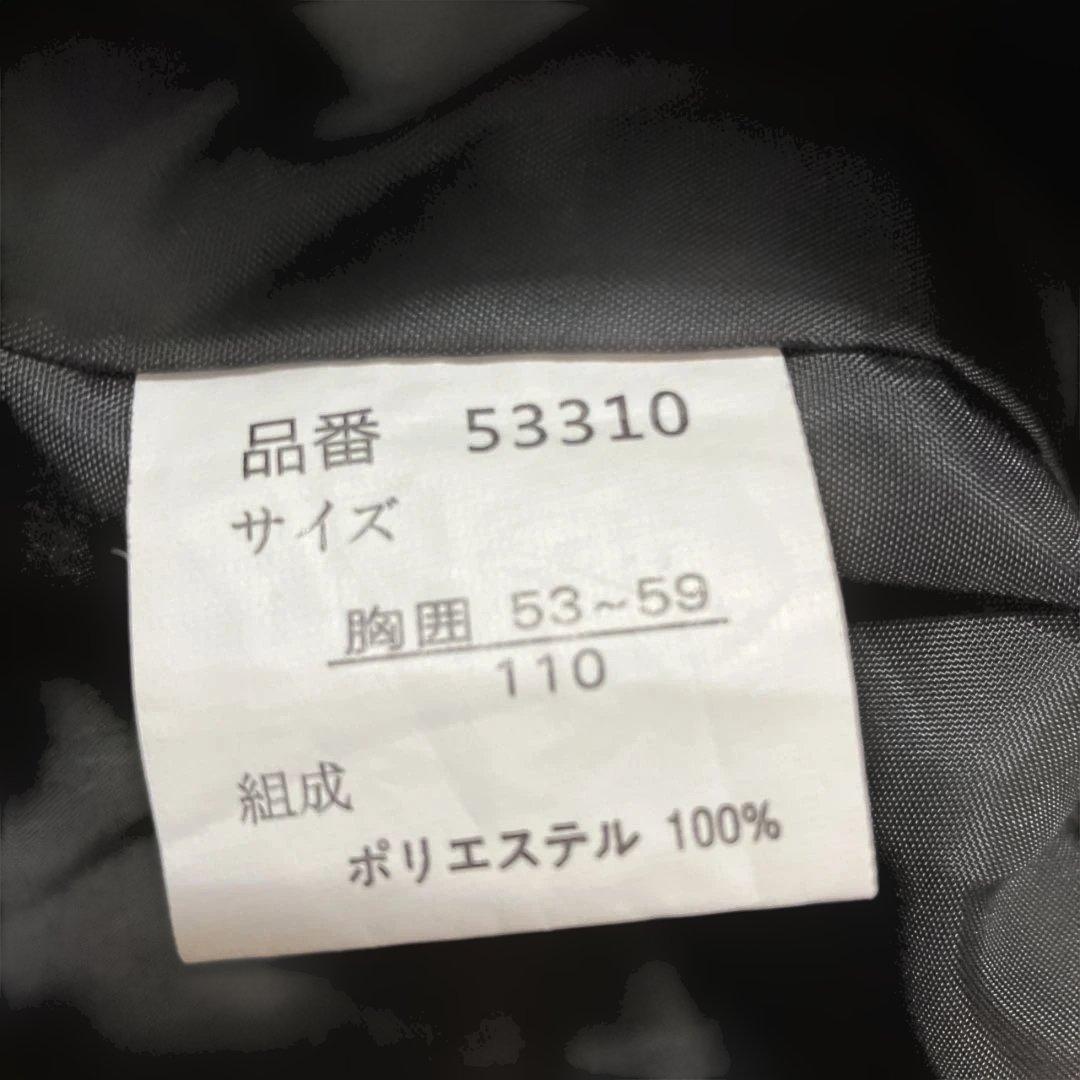 品番 53310
サイズ
胸囲 53~59
110
組成
ポリエステル 100%